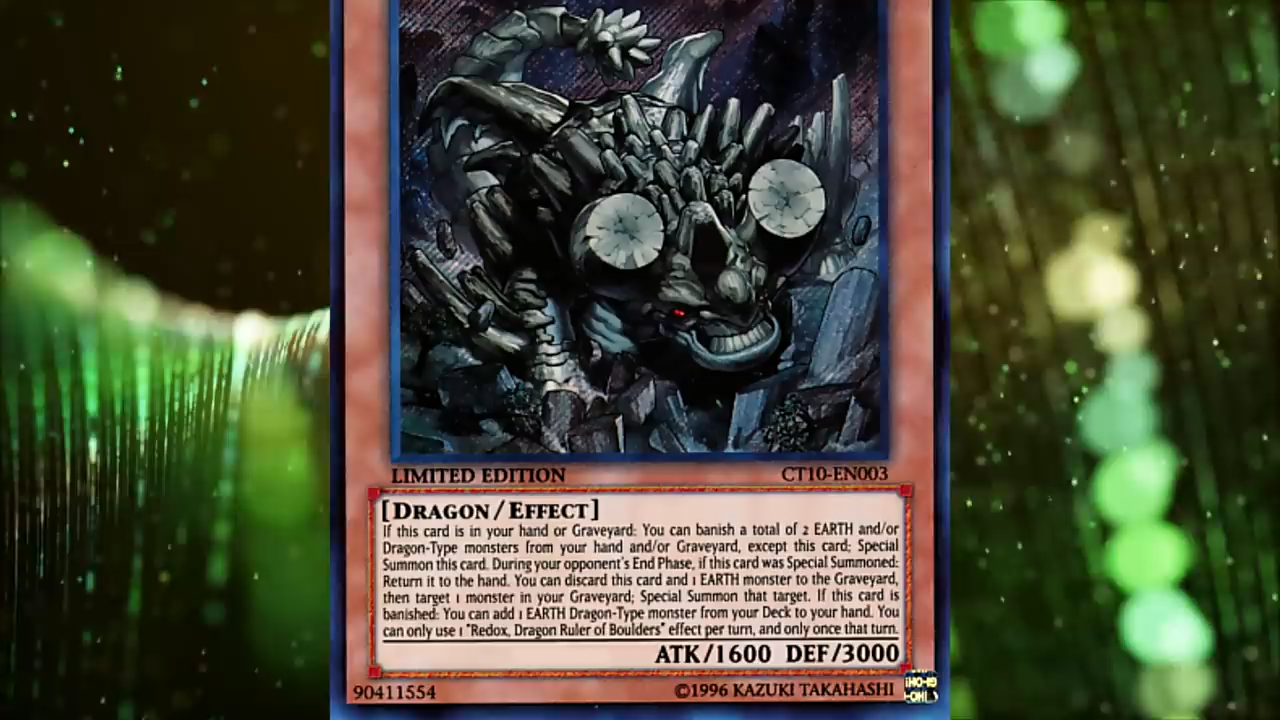 LIMITED EDITION CT10-EN003
[DRAGON/EFFECT]
If this card is in your hand or Graveyard: You can banish a total of 2 EARTH and/or
Dragon-Type monsters from your hand and/or Graveyard, except this card; Special
Summon this card. During your opponent's End Phase, if this card was Special Summoned:
Return it to the hand. You can discard this card and 1 EARTH monster to the Graveyard,
then target 1 monster in your Graveyard; Special Summon that target. If this card is
banished: You can add 1 EARTH Dragon-Type monster from your Deck to your hand. You
can only use 1 "Redox, Dragon Ruler of Boulders" effect per turn, and only once that turn.
ATK/1600 DEF/3000
90411554 ©1996 KAZUKI TAKAHASHI